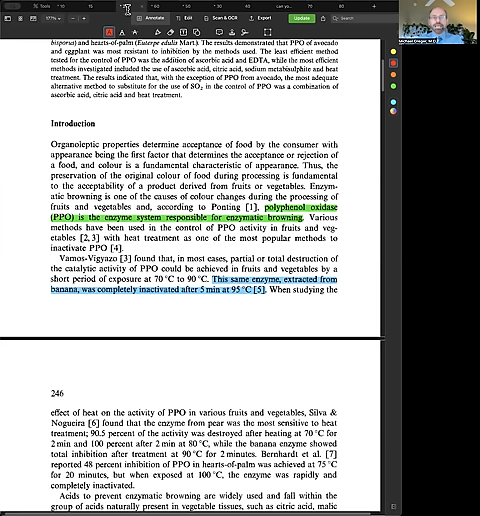 Tools
10
15
60
10
can yo...
70
80
177%
Annotate
Edit
Scan & OCR
Export
Update
Search
Michael Greger, M.D.
bisporus) and hearts-of-palm (Euterpe edulis Mart.). The results demonstrated that PPO of avocado
and eggplant was most resistant to inhibition by the methods used. The least efficient method
tested for the control of PPO was the addition of ascorbic acid and EDTA, while the most efficient
methods investigated included the use of ascorbic acid, citric acid, sodium metabisulphite and heat
treatment. The results indicated that, with the exception of PPO from avocado, the most adequate
alternative method to substitute for the use of SO2 in the control of PPO was a combination of
ascorbic acid, citric acid and heat treatment.
Introduction
Organoleptic properties determine acceptance of food by the consumer with
appearance being the first factor that determines the acceptance or rejection of
a food, and colour is a fundamental characteristic of appearance. Thus, the
preservation of the original colour of food during processing is fundamental
to the acceptability of a product derived from fruits or vegetables. Enzym-
atic browning is one of the causes of colour changes during the processing of
fruits and vegetables and, according to Ponting [1], polyphenol oxidase
(PPO) is the enzyme system responsible for enzymatic browning. Various
methods have been used in the control of PPO activity in fruits and veg-
etables [2, 3] with heat treatment as one of the most popular methods to
inactivate PPO [4].
Vamos-Vigyazo [3] found that, in most cases, partial or total destruction of
the catalytic activity of PPO could be achieved in fruits and vegetables by a
short period of exposure at 70 °C to 90 °C. This same enzyme, extracted from
banana, was completely inactivated after 5 min at 95 °C [5]. When studying the
246
effect of heat on the activity of PPO in various fruits and vegetables, Silva &
Nogueira [6] found that the enzyme from pear was the most sensitive to heat
treatment; 90.5 percent of the activity was destroyed after heating at 70 °C for
2 min and 100 percent after 2 min at 80 °C, while the banana enzyme showed
total inhibition after treatment at 90 °C for 2 minutes. Bernhardt et al. [7]
reported 48 percent inhibition of PPO in hearts-of-palm was achieved at 75 °C
for 20 minutes, but when exposed at 100 °C, the enzyme was rapidly and
completely inactivated.
Acids to prevent enzymatic browning are widely used and fall within the
group of acids naturally present in vegetable tissues, such as citric acid, malic